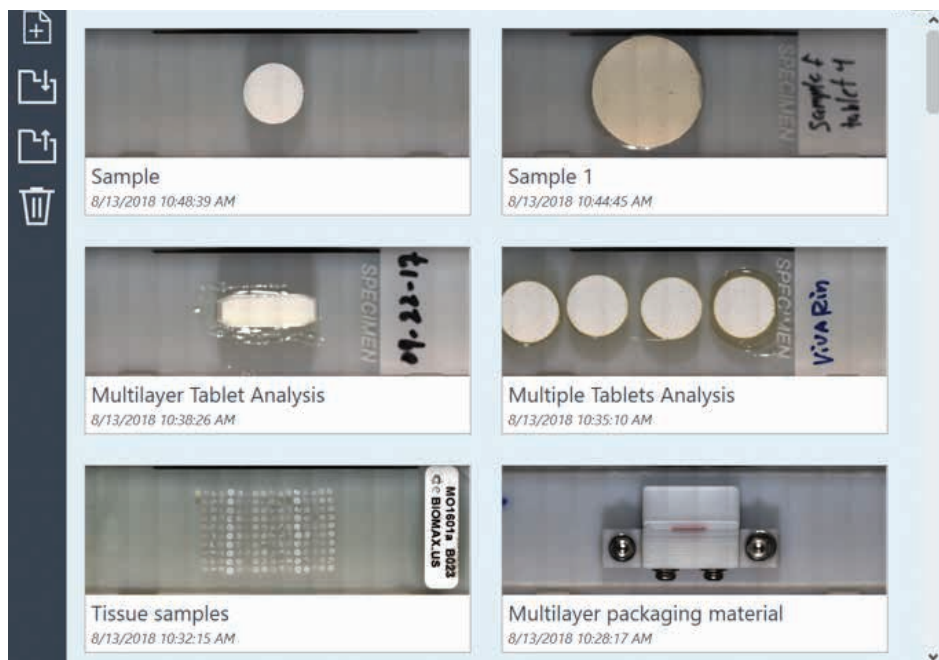 Sample
8/13/2018 10:48:39 AM
SPECIMEN
Sample f
tablet 4
Sample 1
8/13/2018 10:44:45 AM
SPECIMEN
09-22-17
Multilayer Tablet Analysis
8/13/2018 10:38:26 AM
SPECIMEN
ViVARin
Multiple Tablets Analysis
8/13/2018 10:35:10 AM
MO1601a B023
BIOMAX.US
Tissue samples
8/13/2018 10:32:15 AM
Multilayer packaging material
8/13/2018 10:28:17 AM